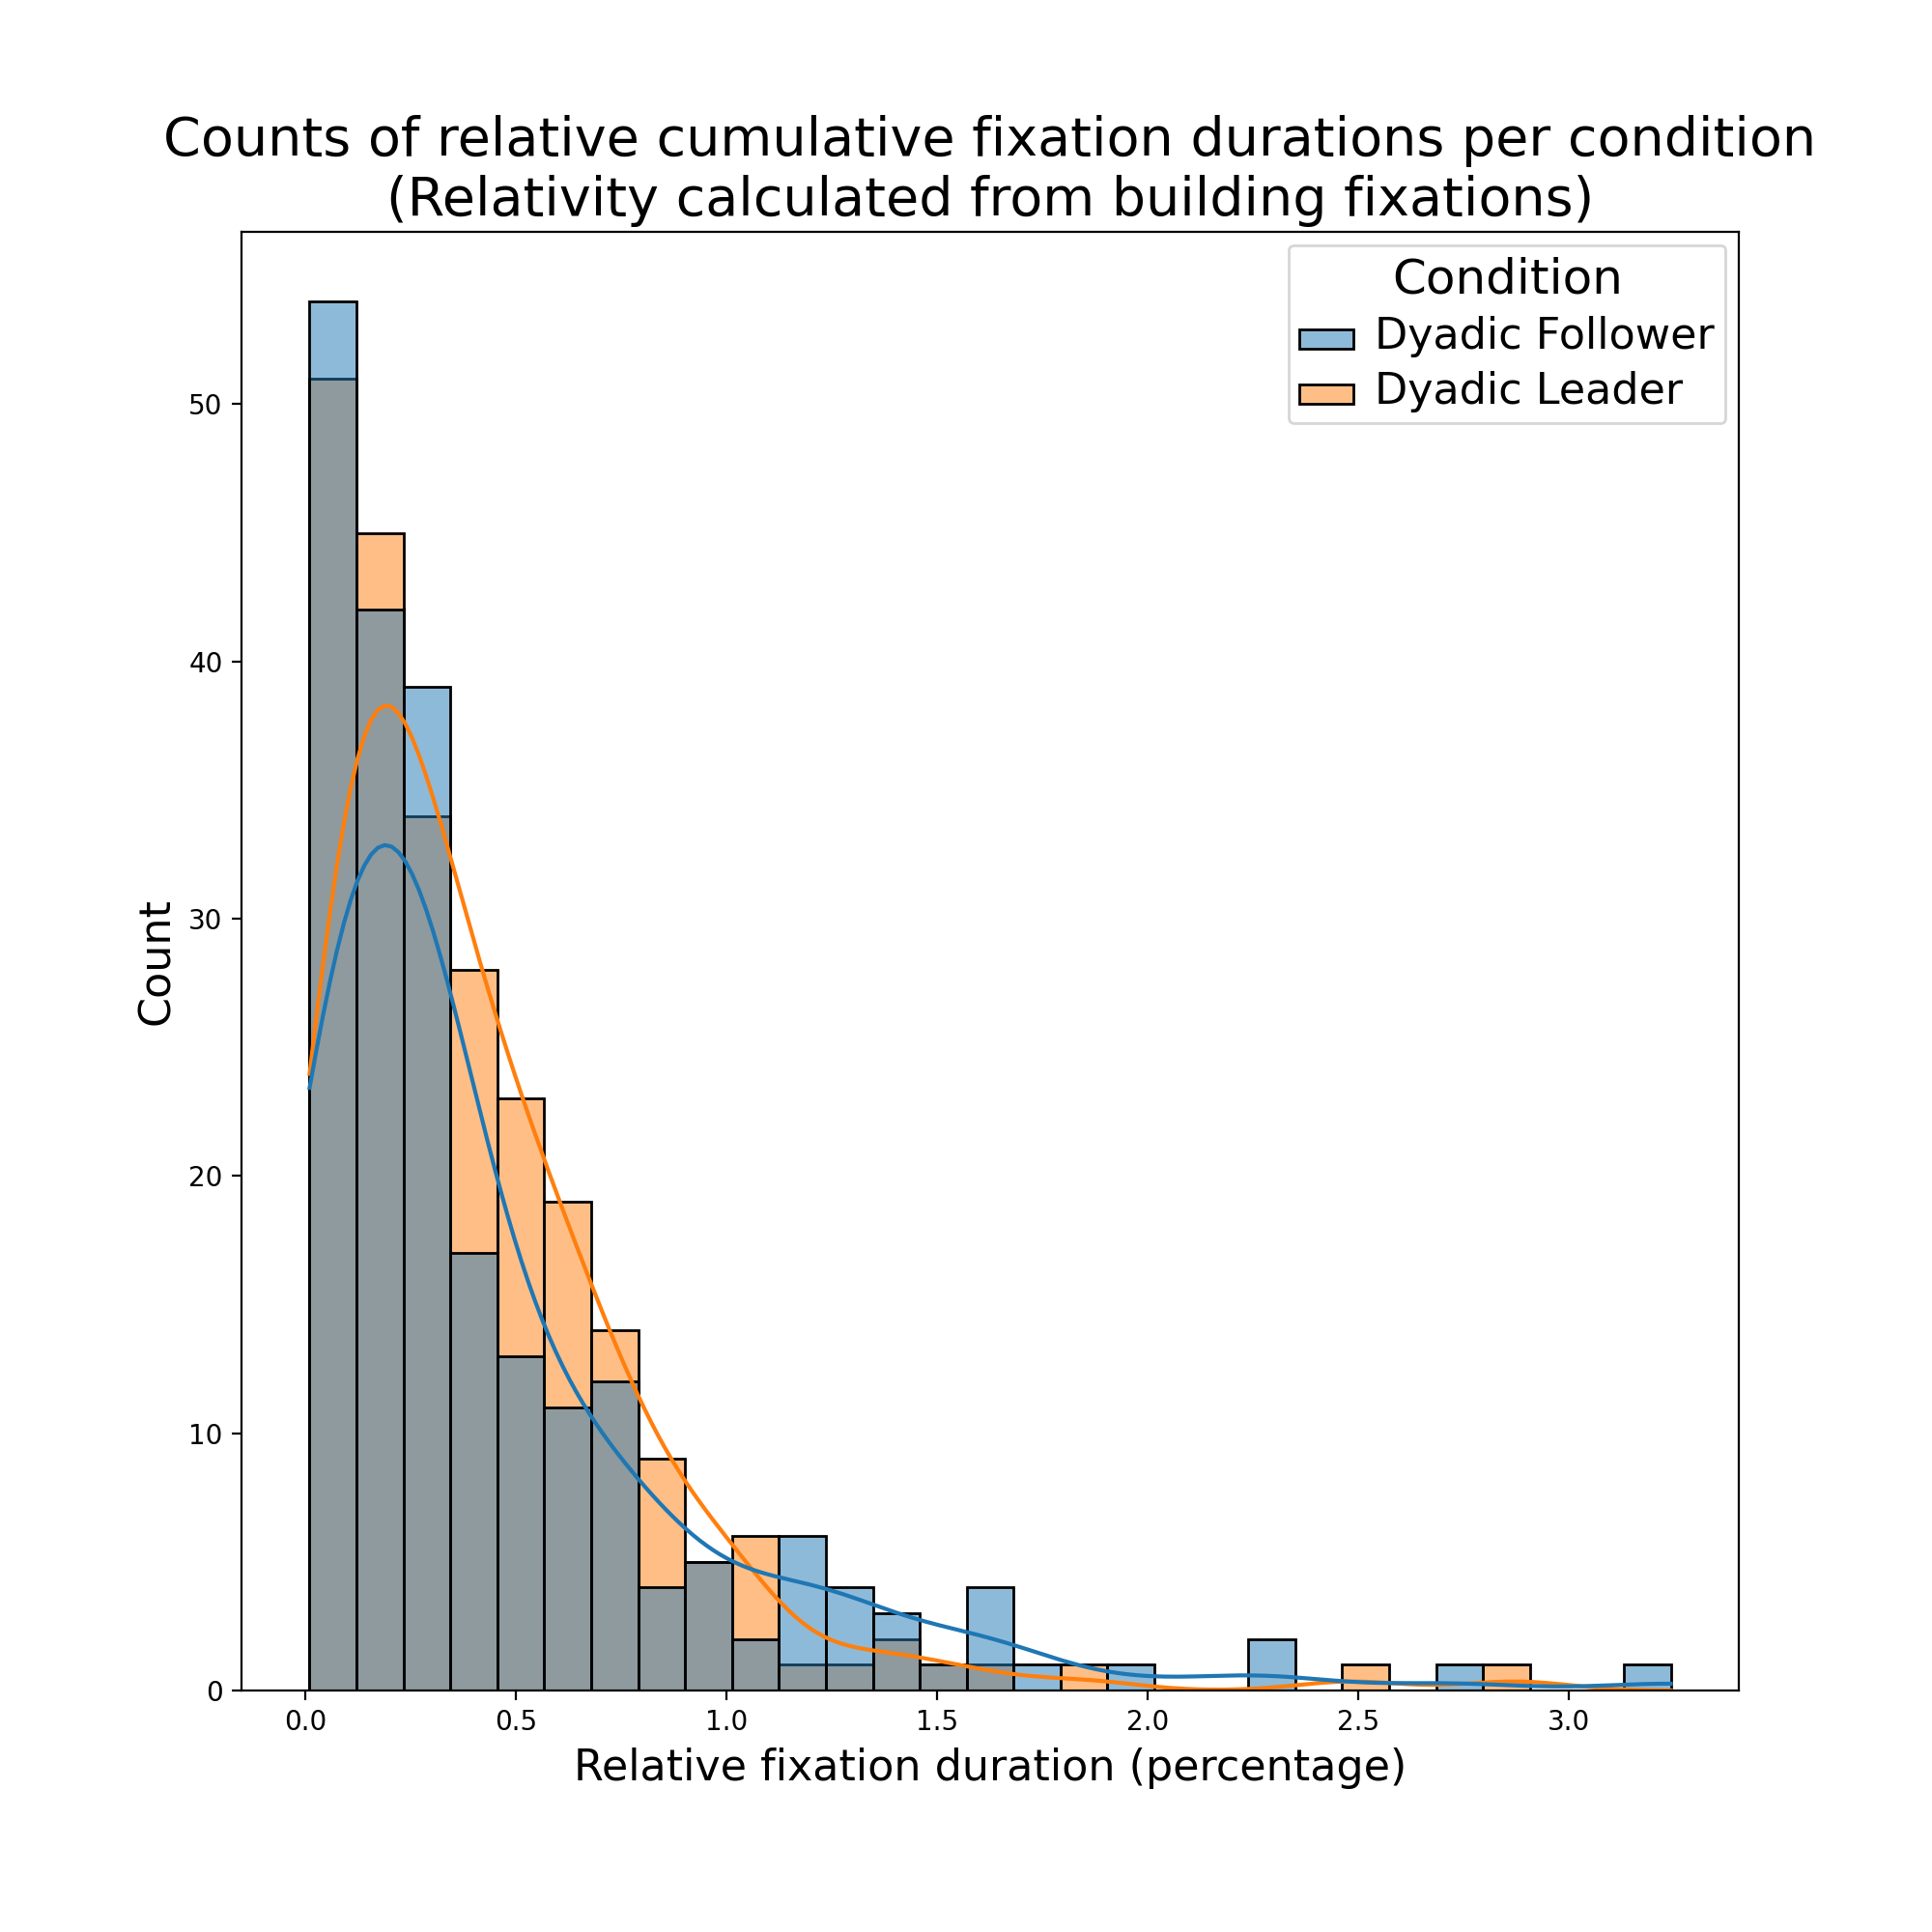 Counts of relative cumulative fixation durations per condition
(Relativity calculated from building fixations)
Condition
Dyadic Follower
Dyadic Leader
50
40
30
20
10
0
Count
0.0 0.5 1.0 1.5 2.0 2.5 3.0
Relative fixation duration (percentage)